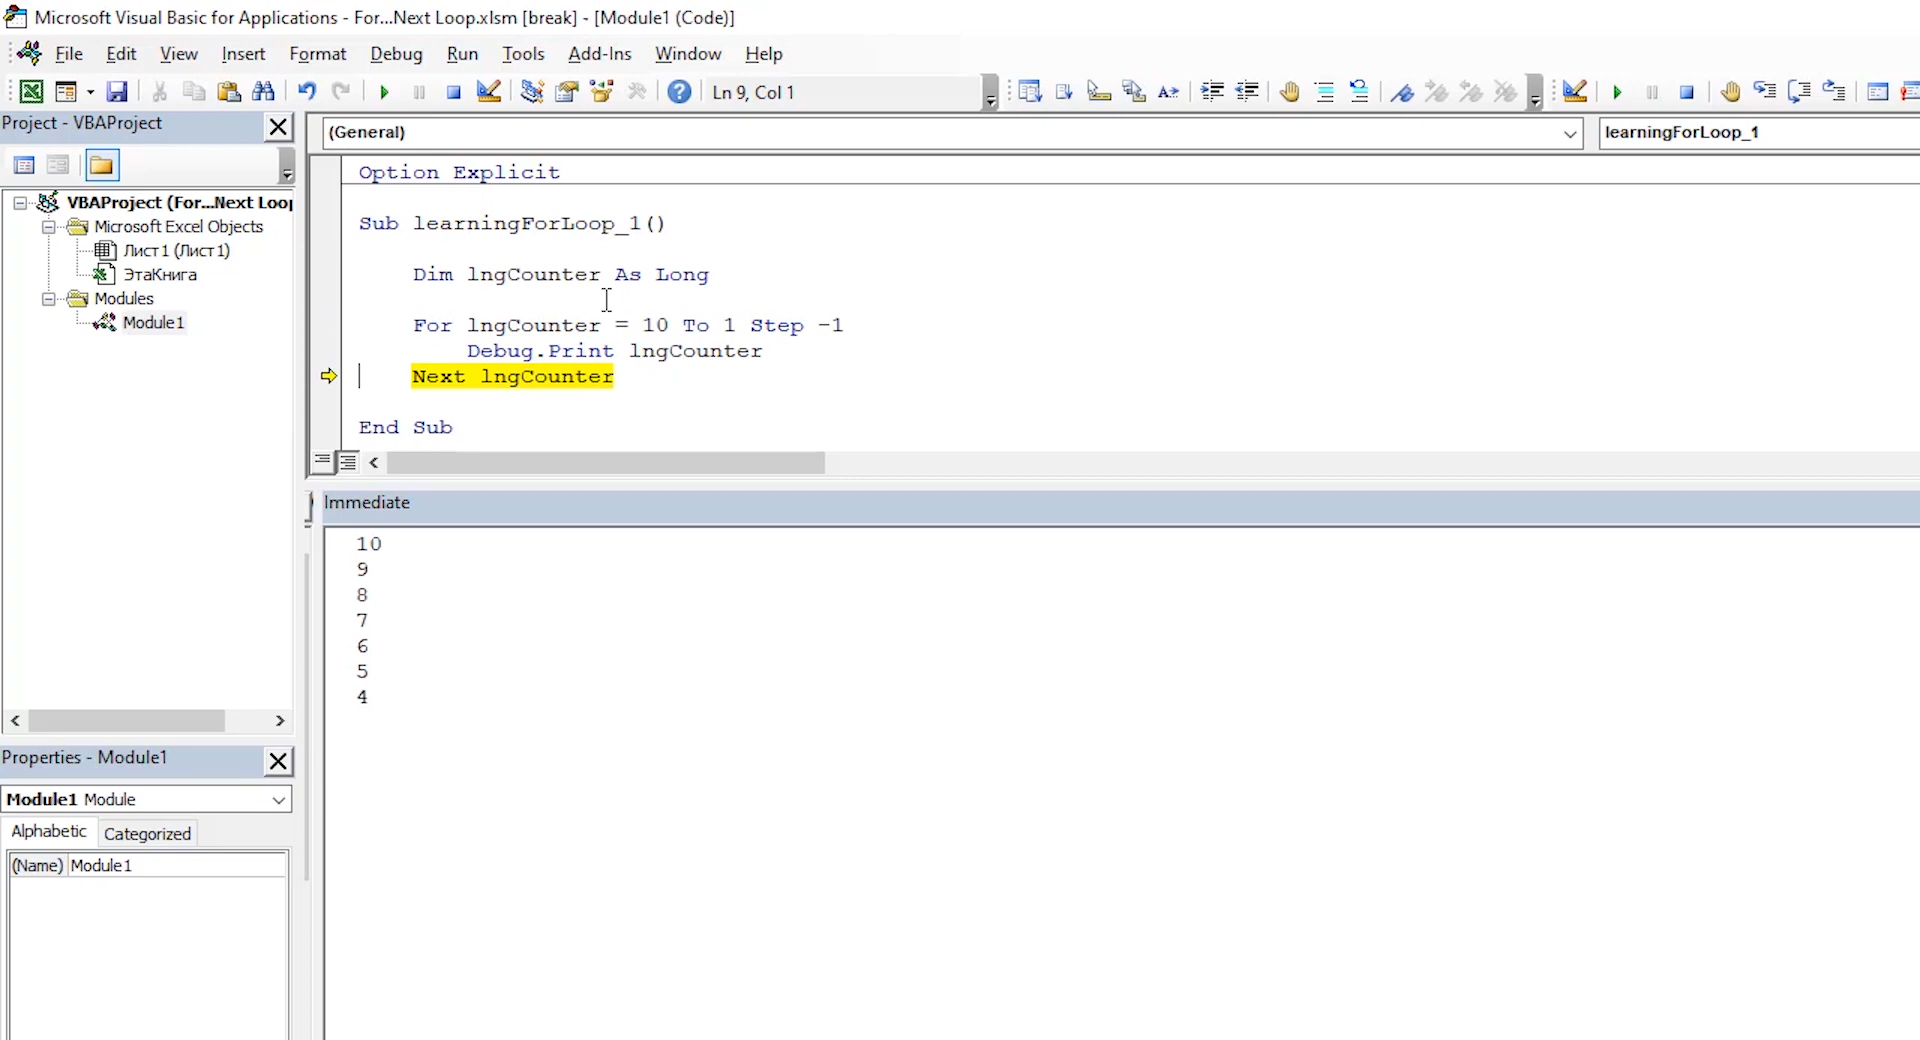 Microsoft Visual Basic for Applications - For...Next Loop.xlsm [break] - [Module1 (Code)]
File Edit View Insert Format Debug Run Tools Add-Ins Window Help
Ln 9, Col 1
Project - VBAProject
VBAProject (For...Next Loop
Microsoft Excel Objects
Лист1 (Лист1)
ЭтаКнига
Modules
Module1
Properties - Module1
Module1 Module
Alphabetic Categorized
(Name) Module1
(General) learningForLoop_1
Option Explicit
Sub learningForLoop_1()
Dim lngCounter As Long
For lngCounter = 10 To 1 Step -1
Debug.Print lngCounter
Next lngCounter
End Sub
Immediate
10
9
8
7
6
5
4